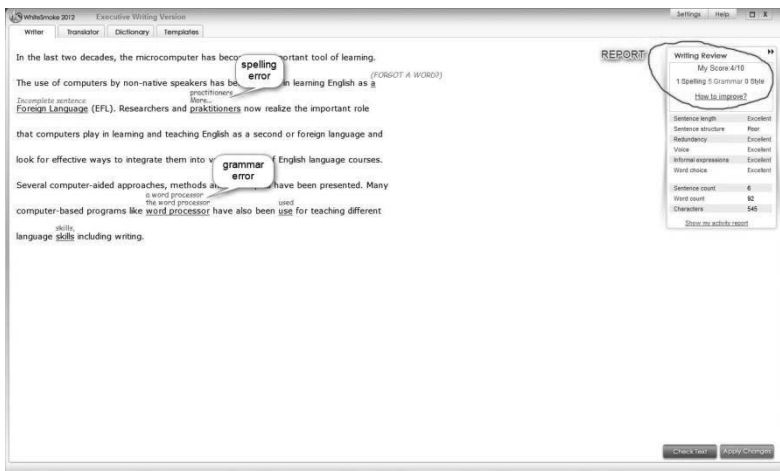 WhiteSmoke 2012 Executive Writing Version Settings Help X
Writer Translator Dictionary Templates
In the last two decades, the microcomputer has beco ortant tool of learning.
spelling error
(FORGOT A WORD?)
The use of computers by non-native speakers has be in learning English as a
practitioners
Incomplete sentence More...
Foreign Language (EFL). Researchers and praktitioners now realize the important role
that computers play in learning and teaching English as a second or foreign language and
look for effective ways to integrate them into v f English language courses.
grammar error
Several computer-aided approaches, methods a have been presented. Many
a word processor
the word processor used
computer-based programs like word processor have also been use for teaching different
skills,
language skills including writing.
REPORT
Writing Review
My Score:4/10
1 Spelling 5 Grammar 0 Style
How to improve?
Sentence length Excellent
Sentence structure Poor
Redundancy Excellent
Voice Excellent
Informal expressions Excellent
Word choice Excellent
Sentence count 6
Word count 92
Characters 545
Show my activity report
Check Text Apply Changes